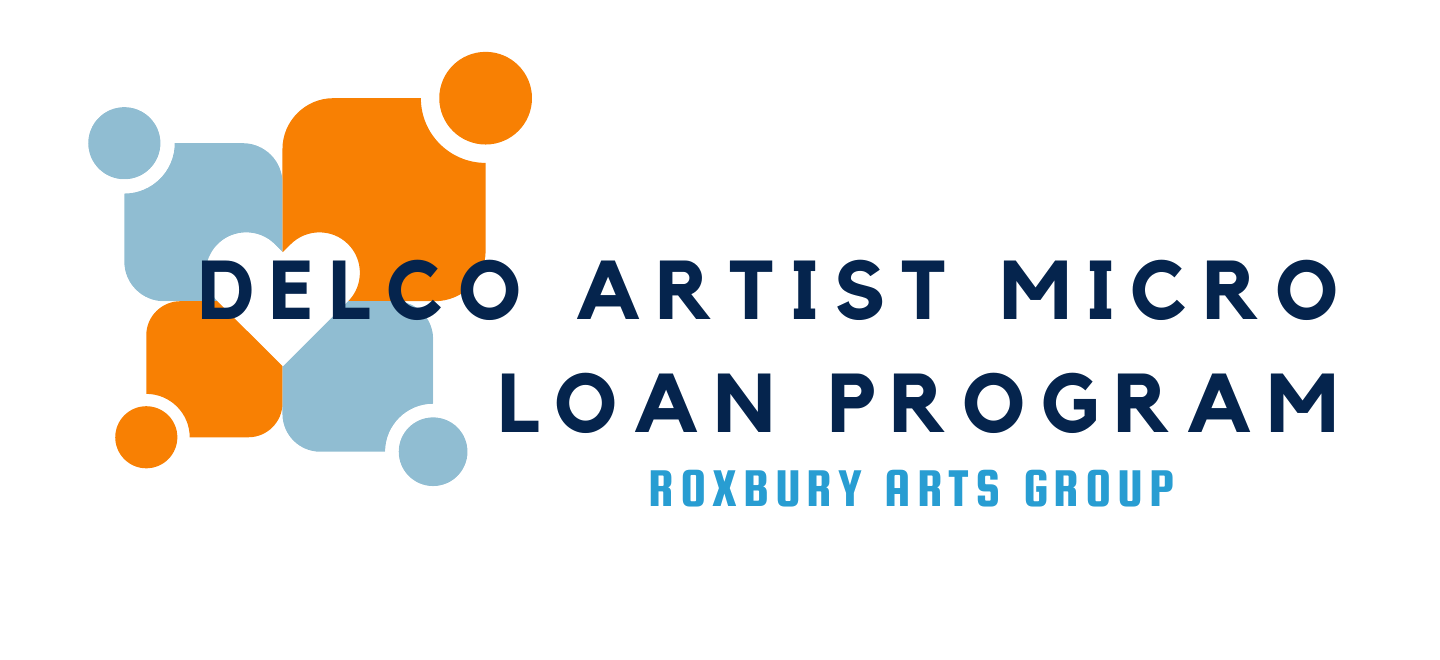 DELCO ARTIST MICRO
LOAN PROGRAM
ROXBURY ARTS GROUP